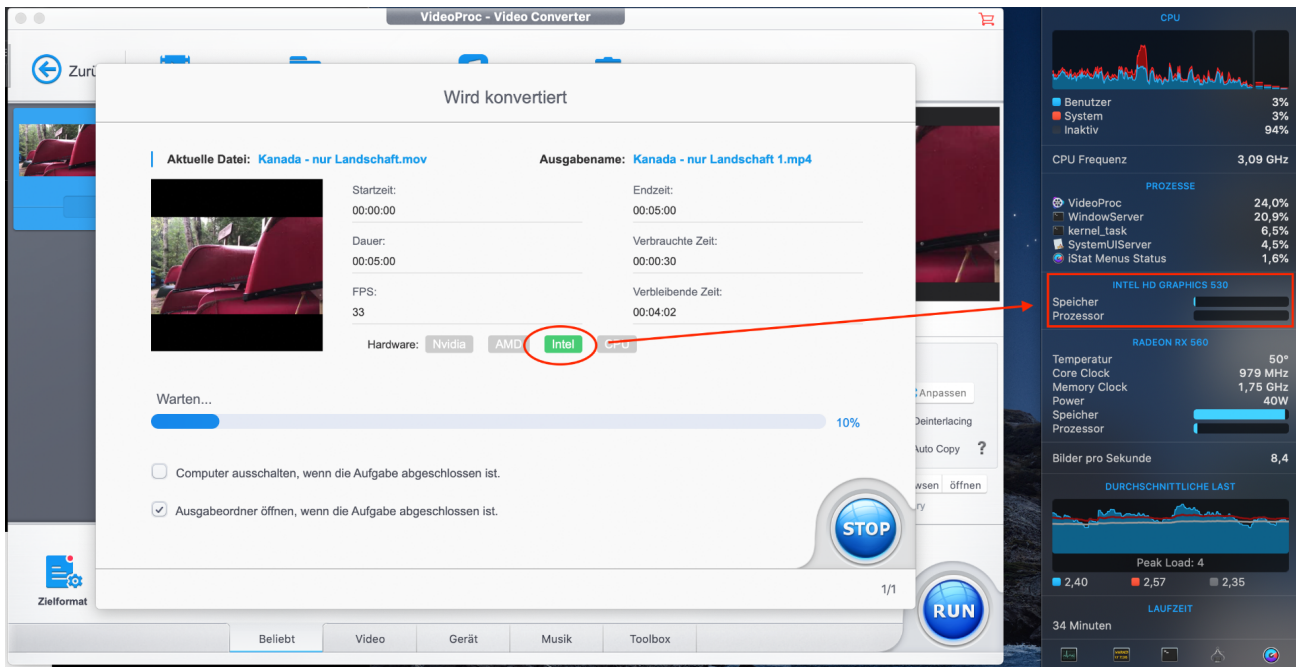 VideoProc - Video Converter
Zurü
Wird konvertiert
Aktuelle Datei: Kanada - nur Landschaft.mov
Ausgabename: Kanada - nur Landschaft 1.mp4
Startzeit:
00:00:00
Endzeit:
00:05:00
Dauer:
00:05:00
Verbrauchte Zeit:
00:00:30
FPS:
33
Verbleibende Zeit:
00:04:02
Hardware: Nvidia AMD Intel CPU
Warten...
10%
Computer ausschalten, wenn die Aufgabe abgeschlossen ist.
Ausgabeordner öffnen, wenn die Aufgabe abgeschlossen ist.
STOP
1/1
Anpassen
Deinterlacing
Auto Copy ?
wsen öffnen
ry
Zielformat
RUN
Beliebt Video Gerät Musik Toolbox
CPU
Benutzer 3%
System 3%
Inaktiv 94%
CPU Frequenz 3,09 GHz
PROZESSE
VideoProc 24,0%
WindowServer 20,9%
kernel_task 6,5%
SystemUIServer 4,5%
iStat Menus Status 1,6%
INTEL HD GRAPHICS 530
Speicher
Prozessor
RADEON RX 560
Temperatur 50°
Core Clock 979 MHz
Memory Clock 1,75 GHz
Power 40W
Speicher
Prozessor
Bilder pro Sekunde 8,4
DURCHSCHNITTLICHE LAST
Peak Load: 4
2,40 2,57 2,35
LAUFZEIT
34 Minuten